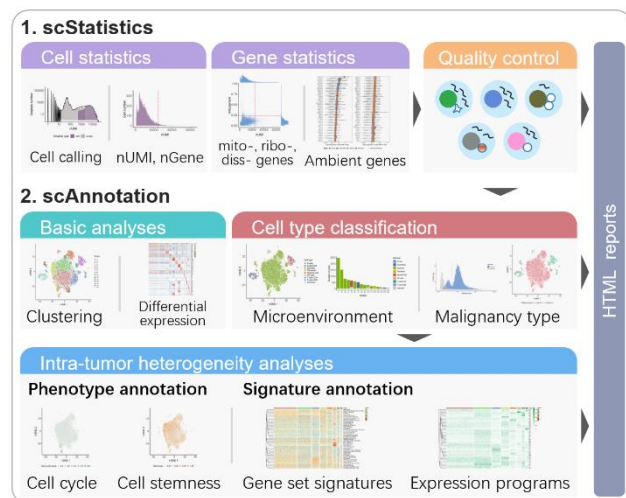 1. scStatistics
Cell statistics
Gene statistics
Quality control
Cell calling
nUMI, nGene
mito-, ribo-,
diss- genes
Ambient genes
2. scAnnotation
Basic analyses
Cell type classification
Clustering
Differential
expression
Microenvironment
Malignancy type
Intra-tumor heterogeneity analyses
Phenotype annotation
Signature annotation
Cell cycle
Cell stemness
Gene set signatures
Expression programs
HTML reports